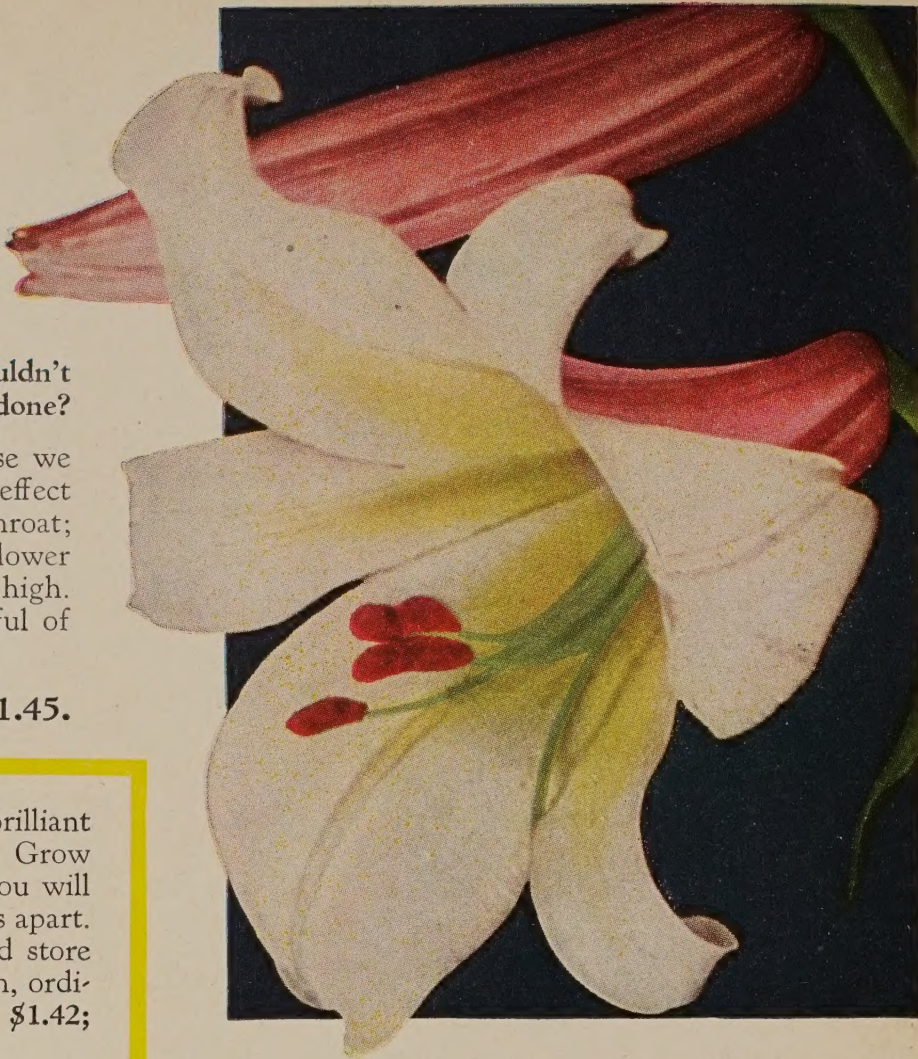 uldn't
done?
se we
effect
hroat;
lower
high.
ful of
1.45.
brilliant
Grow
ou will
s apart.
d store
n, ordi-
$1.42;